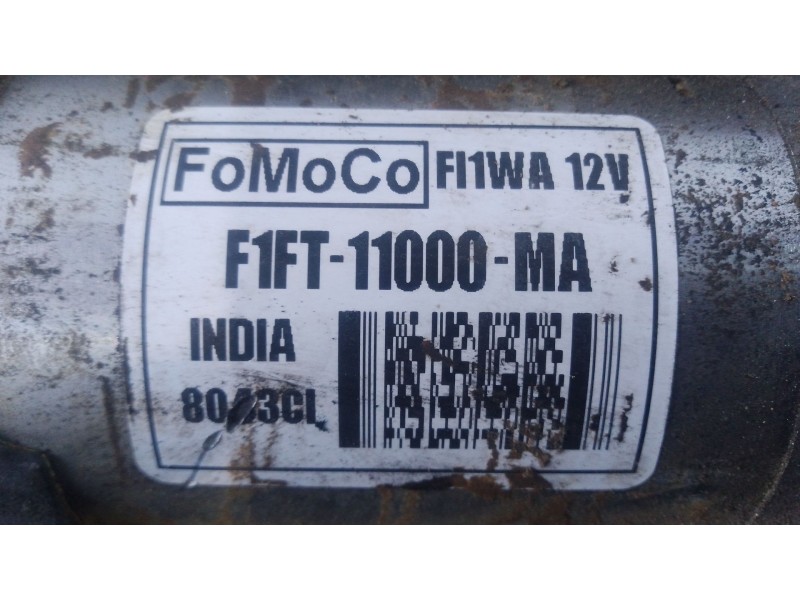 FoMoCo FI1WA 12V
F1FT-11000-MA
INDIA